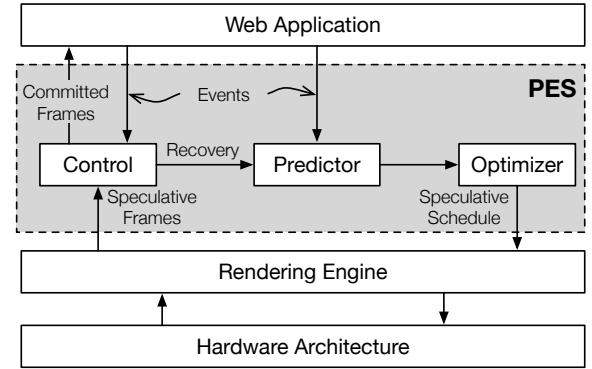 Web Application
PES
Committed
Frames
Events
Control
Recovery
Predictor
Optimizer
Speculative
Frames
Speculative
Schedule
Rendering Engine
Hardware Architecture